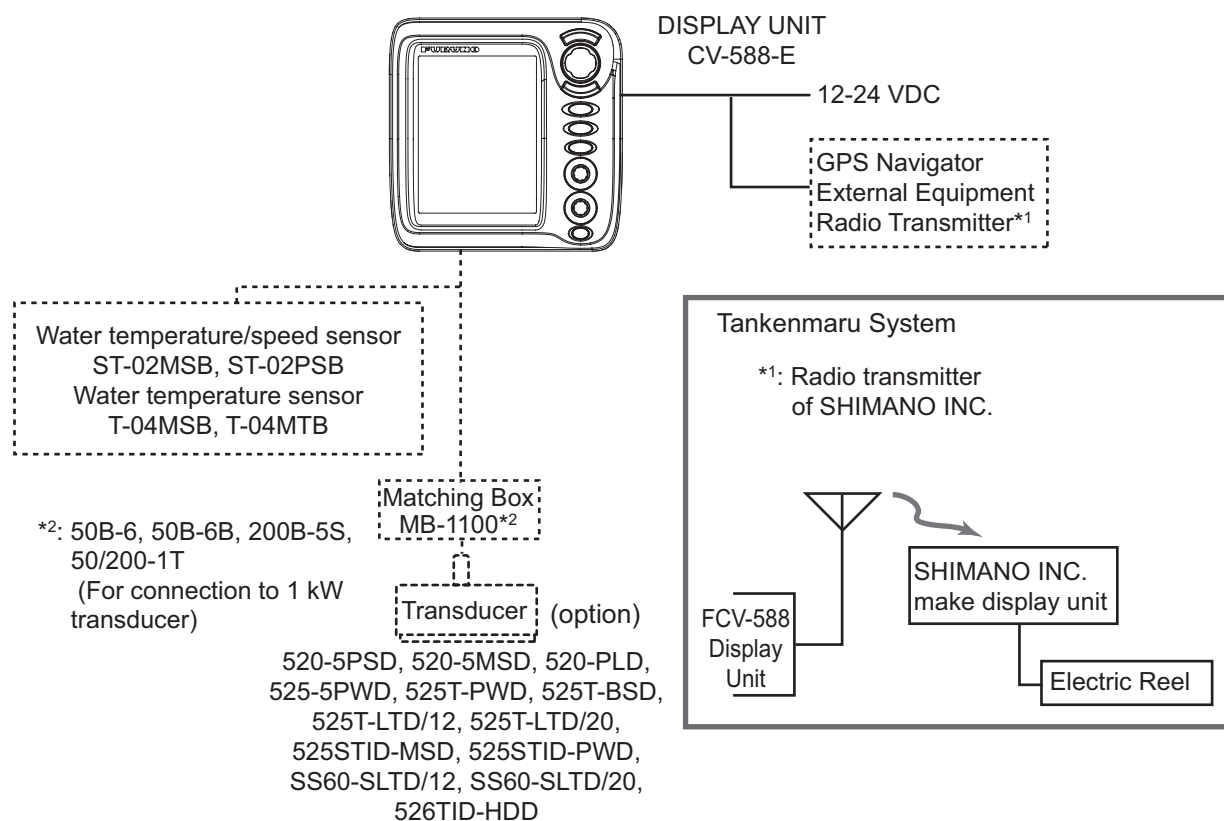 FURUNO
DISPLAY UNIT
CV-588-E
12-24 VDC
GPS Navigator
External Equipment
Radio Transmitter*1
Water temperature/speed sensor
ST-02MSB, ST-02PSB
Water temperature sensor
T-04MSB, T-04MTB
Matching Box
MB-1100*2
*2: 50B-6, 50B-6B, 200B-5S,
50/200-1T
(For connection to 1 kW
transducer)
Transducer (option)
520-5PSD, 520-5MSD, 520-PLD,
525-5PWD, 525T-PWD, 525T-BSD,
525T-LTD/12, 525T-LTD/20,
525STID-MSD, 525STID-PWD,
SS60-SLTD/12, SS60-SLTD/20,
526TID-HDD
Tankenmaru System
*1: Radio transmitter
of SHIMANO INC.
FCV-588
Display
Unit
SHIMANO INC.
make display unit
Electric Reel